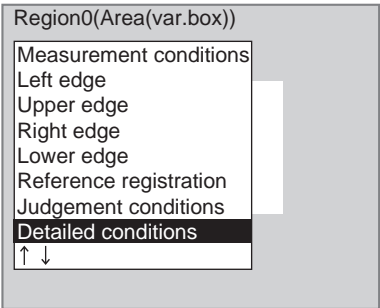 Region0(Area(var.box))
Measurement conditions
Left edge
Upper edge
Right edge
Lower edge
Reference registration
Judgement conditions
Detailed conditions
↑ ↓